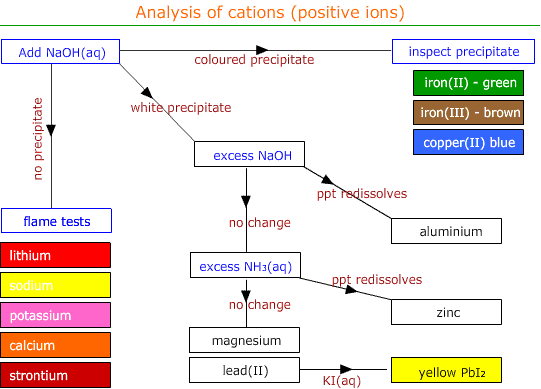 Analysis of cations (positive ions)
Add NaOH(aq)
coloured precipitate
inspect precipitate
iron(II) - green
iron(III) - brown
copper(II) blue
no precipitate
white precipitate
excess NaOH
ppt redissolves
aluminium
no change
flame tests
lithium
sodium
potassium
calcium
strontium
excess NH₃(aq)
ppt redissolves
zinc
no change
magnesium
lead(II)
KI(aq)
yellow PbI₂